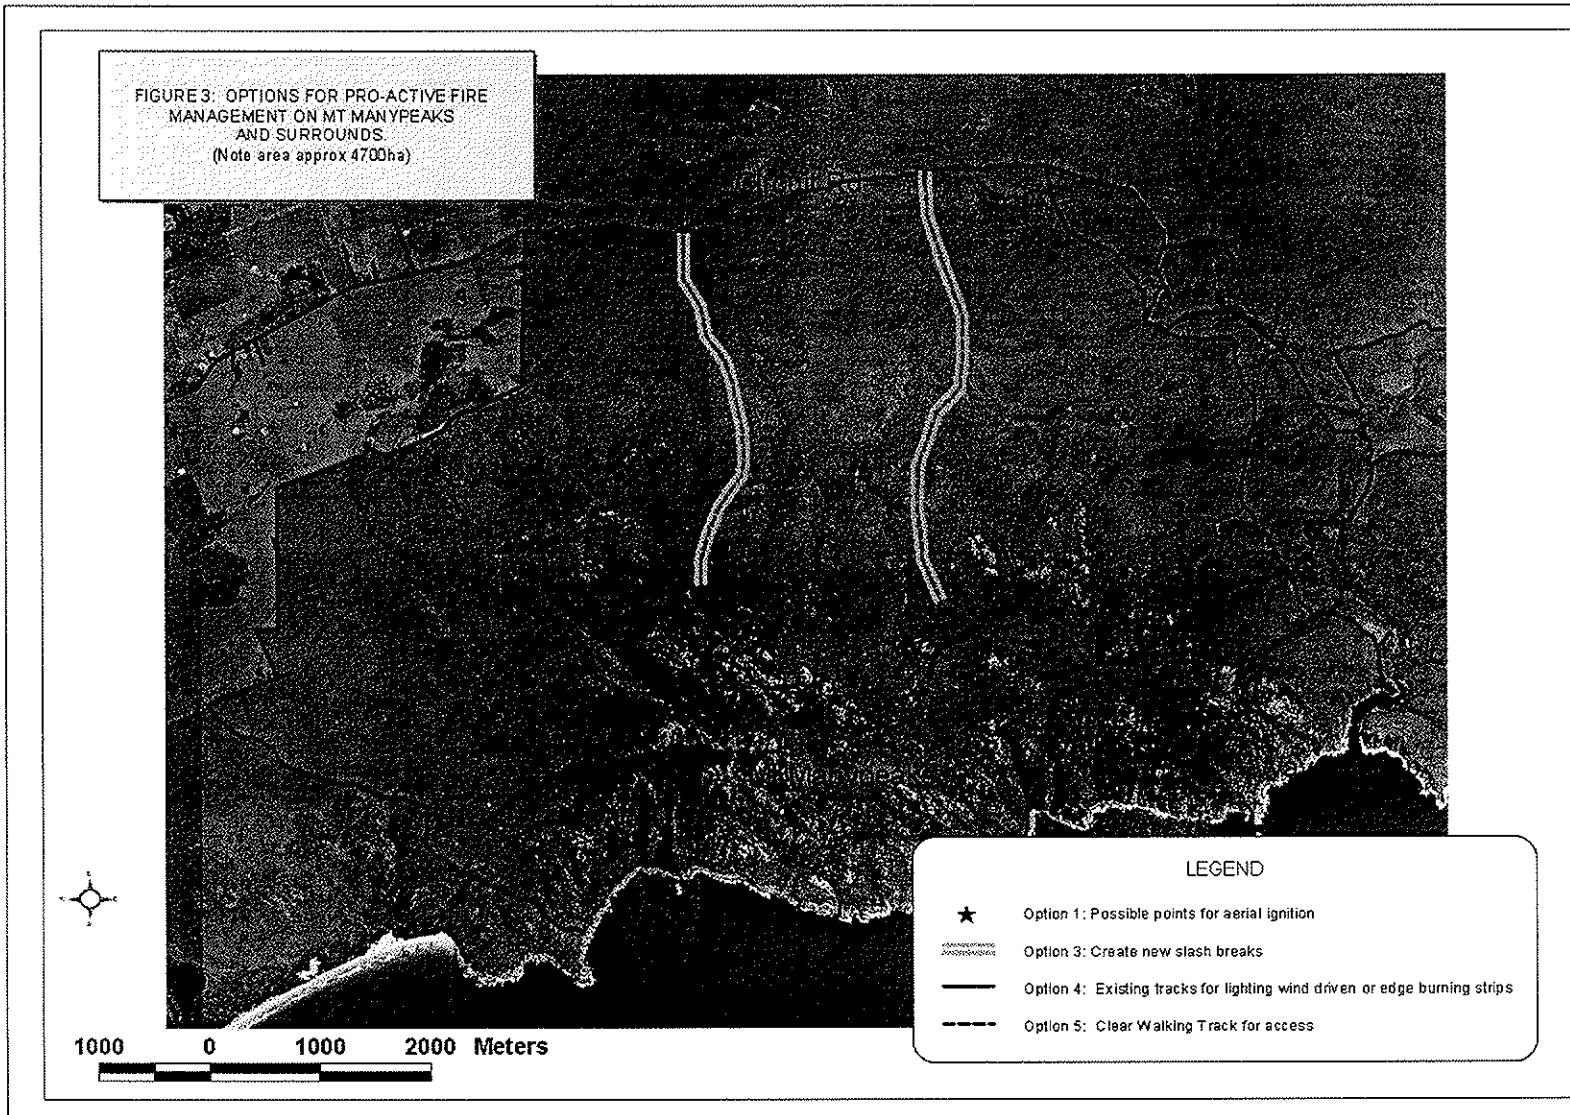 FIGURE 3: OPTIONS FOR PRO-ACTIVE FIRE
MANAGEMENT ON MT MANYPEAKS
AND SURROUNDS
(Note area approx 4700ha)
LEGEND
Option 1: Possible points for aerial ignition
Option 3: Create new slash breaks
Option 4: Existing tracks for lighting wind driven or edge burning strips
Option 5: Clear Walking Track for access
1000 0 1000 2000 Meters